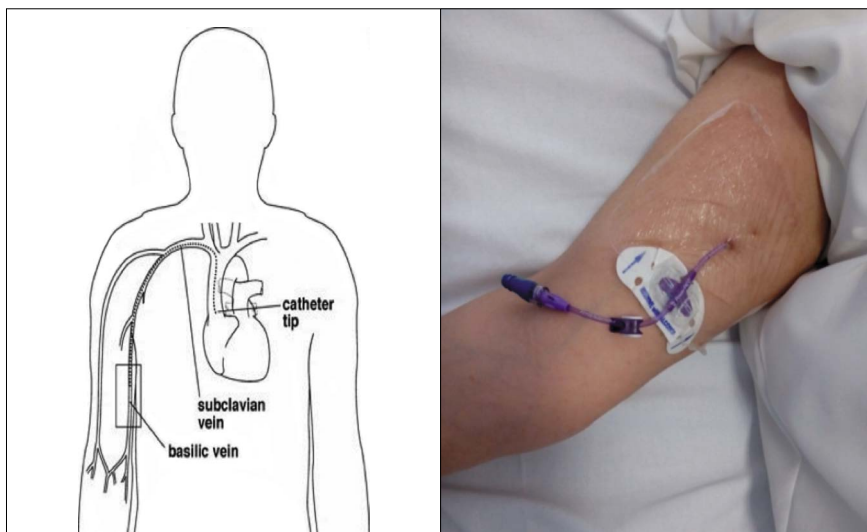 catheter
tip
subclavian
vein
basilic vein